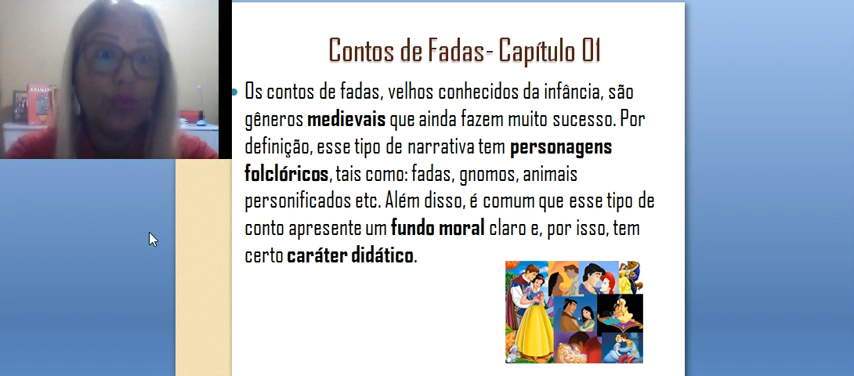 Contos de Fadas- Capítulo 01
Os contos de fadas, velhos conhecidos da infância, são
gêneros medievais que ainda fazem muito sucesso. Por
definição, esse tipo de narrativa tem personagens
folclóricos, tais como: fadas, gnomos, animais
personificados etc. Além disso, é comum que esse tipo de
conto apresente um fundo moral claro e, por isso, tem
certo caráter didático.